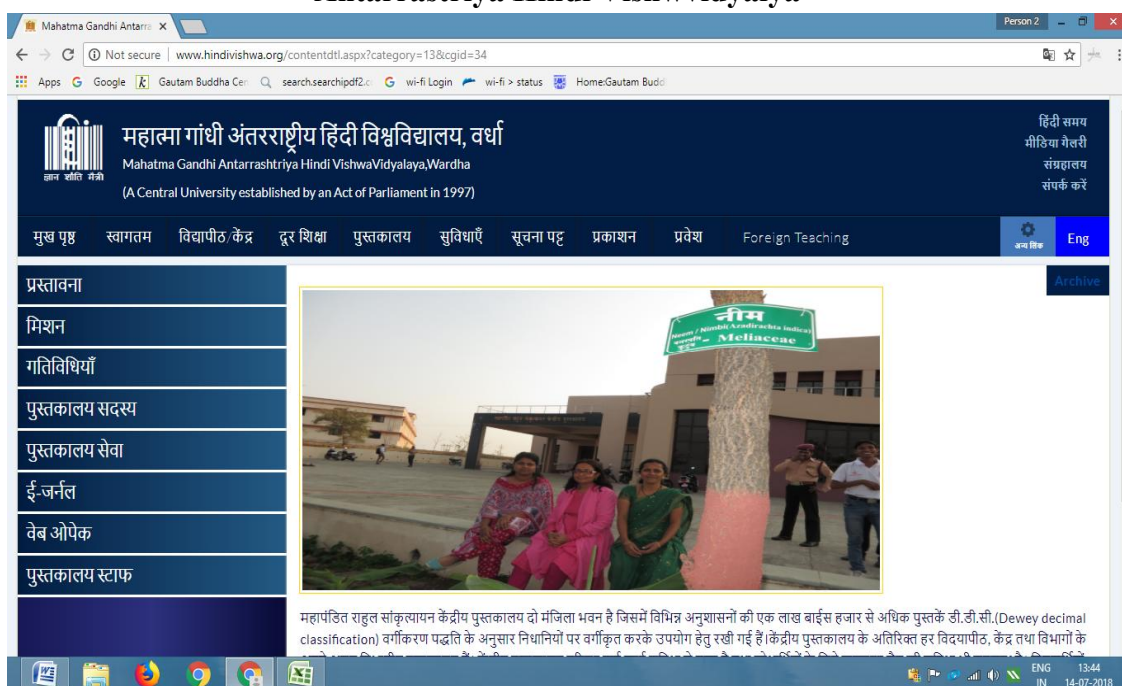 Antarrastriya Hindi Vishwvidyalya
Mahatma Gandhi Antarra
Person 2
Not secure | www.hindivishwa.org/contentdtl.aspx?category=13&cgid=34
Apps Google Gautam Buddha Cen search.searchipdf2.c wi-fi Login wi-fi > status Home:Gautam Budd
महात्मा गांधी अंतरराष्ट्रीय हिंदी विश्वविद्यालय, वर्धा
Mahatma Gandhi Antarrashtriya Hindi VishwaVidyalaya,Wardha
(A Central University established by an Act of Parliament in 1997)
ज्ञान शांति मैत्री
हिंदी समय
मीडिया गैलरी
संग्रहालय
संपर्क करें
मुख पृष्ठ स्वागतम विद्यापीठ/केंद्र दूर शिक्षा पुस्तकालय सुविधाएँ सूचना पट्ट प्रकाशन प्रवेश Foreign Teaching अन्य लिंक Eng
Archive
प्रस्तावना
मिशन
गतिविधियाँ
पुस्तकालय सदस्य
पुस्तकालय सेवा
ई-जर्नल
वेब ओपेक
पुस्तकालय स्टाफ
नीम
Neem / Nimbi(Azadirachta indica)
Meliaceae
महापंडित राहुल सांकृत्यायन केंद्रीय पुस्तकालय दो मंजिला भवन है जिसमें विभिन्न अनुशासनों की एक लाख बाईस हजार से अधिक पुस्तकें डी.डी.सी.(Dewey decimal
classification) वर्गीकरण पद्धति के अनुसार निधानियों पर वर्गीकृत करके उपयोग हेतु रखी गई हैं।केंद्रीय पुस्तकालय के अतिरिक्त हर विद्यापीठ, केंद्र तथा विभागों के
ENG 13:44
IN 14-07-2018